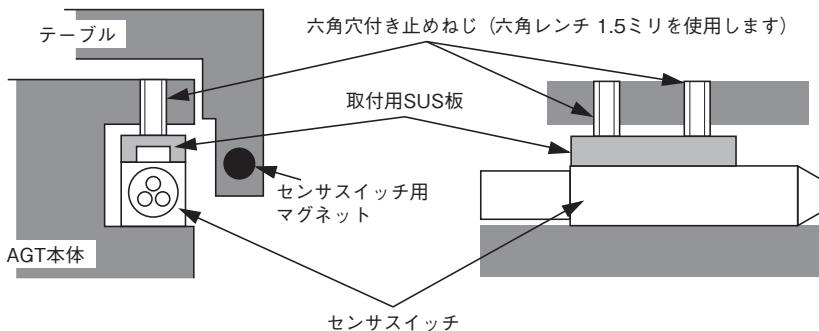 テーブル
六角穴付き止めねじ（六角レンチ 1.5ミリを使用します）
取付用SUS板
センサスイッチ用
マグネット
AGT本体
センサスイッチ